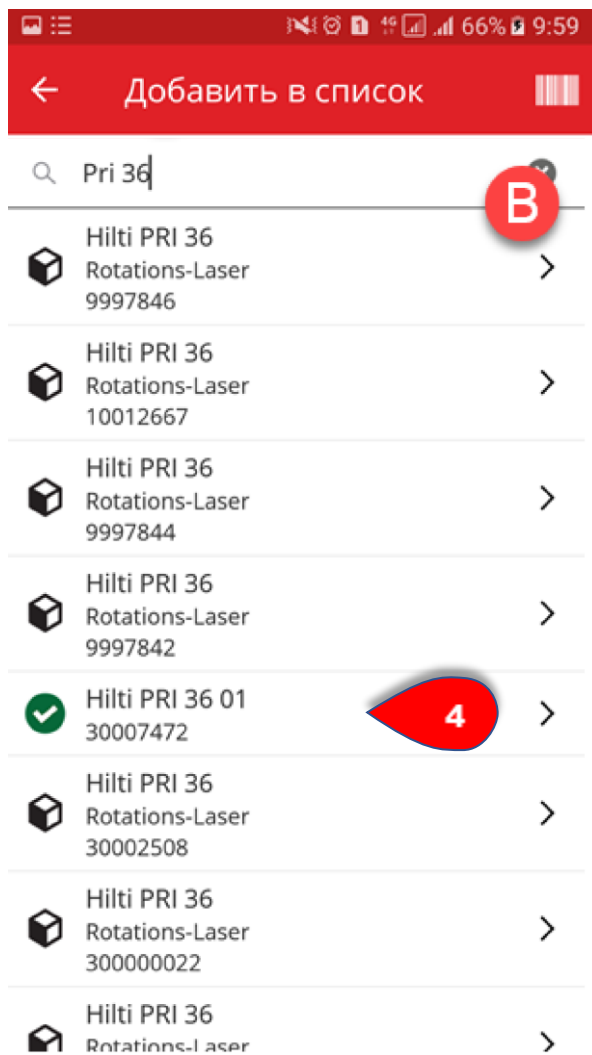 1 4G 66% 9:59
Добавить в список
Pri 36
B
Hilti PRI 36
Rotations-Laser
9997846
Hilti PRI 36
Rotations-Laser
10012667
Hilti PRI 36
Rotations-Laser
9997844
Hilti PRI 36
Rotations-Laser
9997842
Hilti PRI 36 01
30007472
4
Hilti PRI 36
Rotations-Laser
30002508
Hilti PRI 36
Rotations-Laser
300000022
Hilti PRI 36
Rotations-Laser